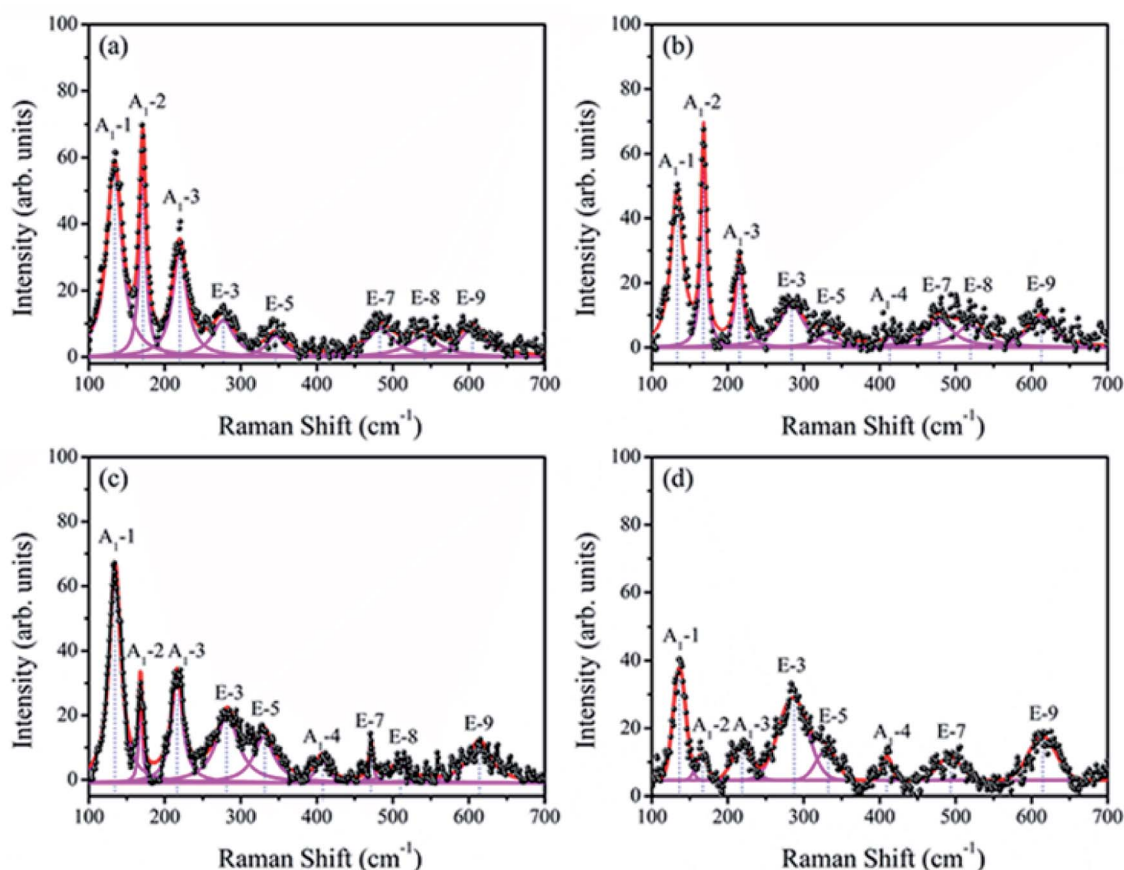 (a)
A₁-1
A₁-2
A₁-3
E-3
E-5
E-7
E-8
E-9
100
80
60
40
20
0
Intensity (arb. units)
100 200 300 400 500 600 700
Raman Shift (cm⁻¹)
(b)
A₁-1
A₁-2
A₁-3
E-3
E-5
A₁-4
E-7
E-8
E-9
100
80
60
40
20
0
Intensity (arb. units)
100 200 300 400 500 600 700
Raman Shift (cm⁻¹)
(c)
A₁-1
A₁-2
A₁-3
E-3
E-5
A₁-4
E-7
E-8
E-9
100
80
60
40
20
0
Intensity (arb. units)
100 200 300 400 500 600 700
Raman Shift (cm⁻¹)
(d)
A₁-1
A₁-2
A₁-3
E-3
E-5
A₁-4
E-7
E-9
100
80
60
40
20
0
Intensity (arb. units)
100 200 300 400 500 600 700
Raman Shift (cm⁻¹)